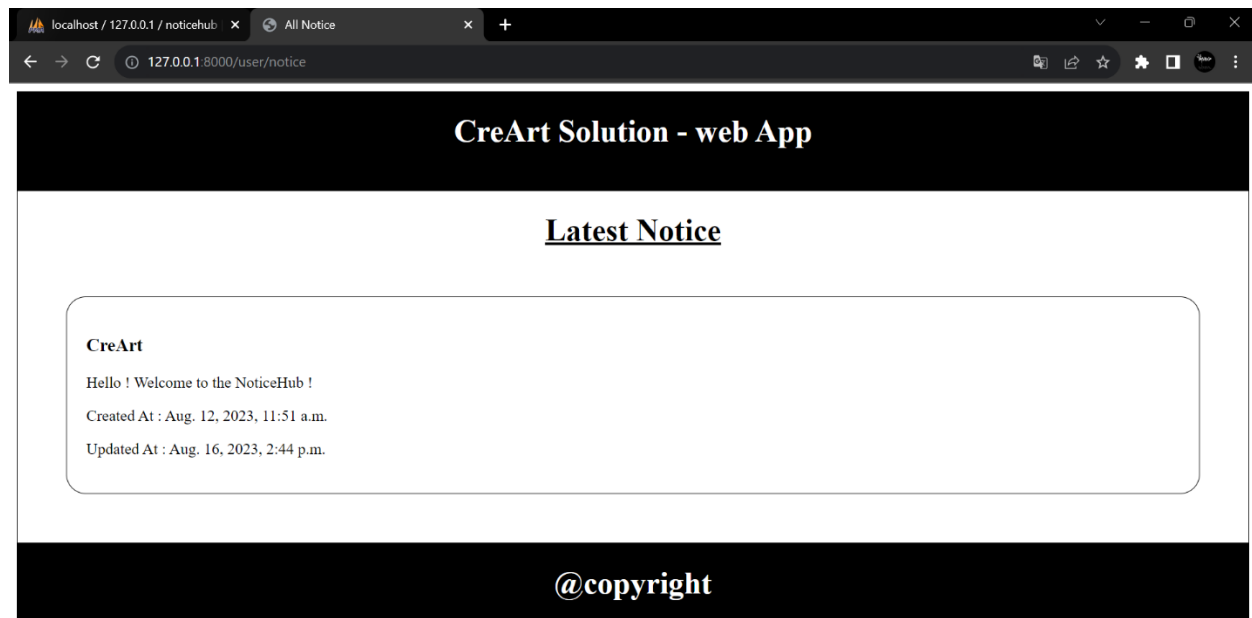 localhost / 127.0.0.1 / noticehub
All Notice
127.0.0.1:8000/user/notice
CreArt Solution - web App
Latest Notice
CreArt
Hello ! Welcome to the NoticeHub !
Created At : Aug. 12, 2023, 11:51 a.m.
Updated At : Aug. 16, 2023, 2:44 p.m.
@copyright